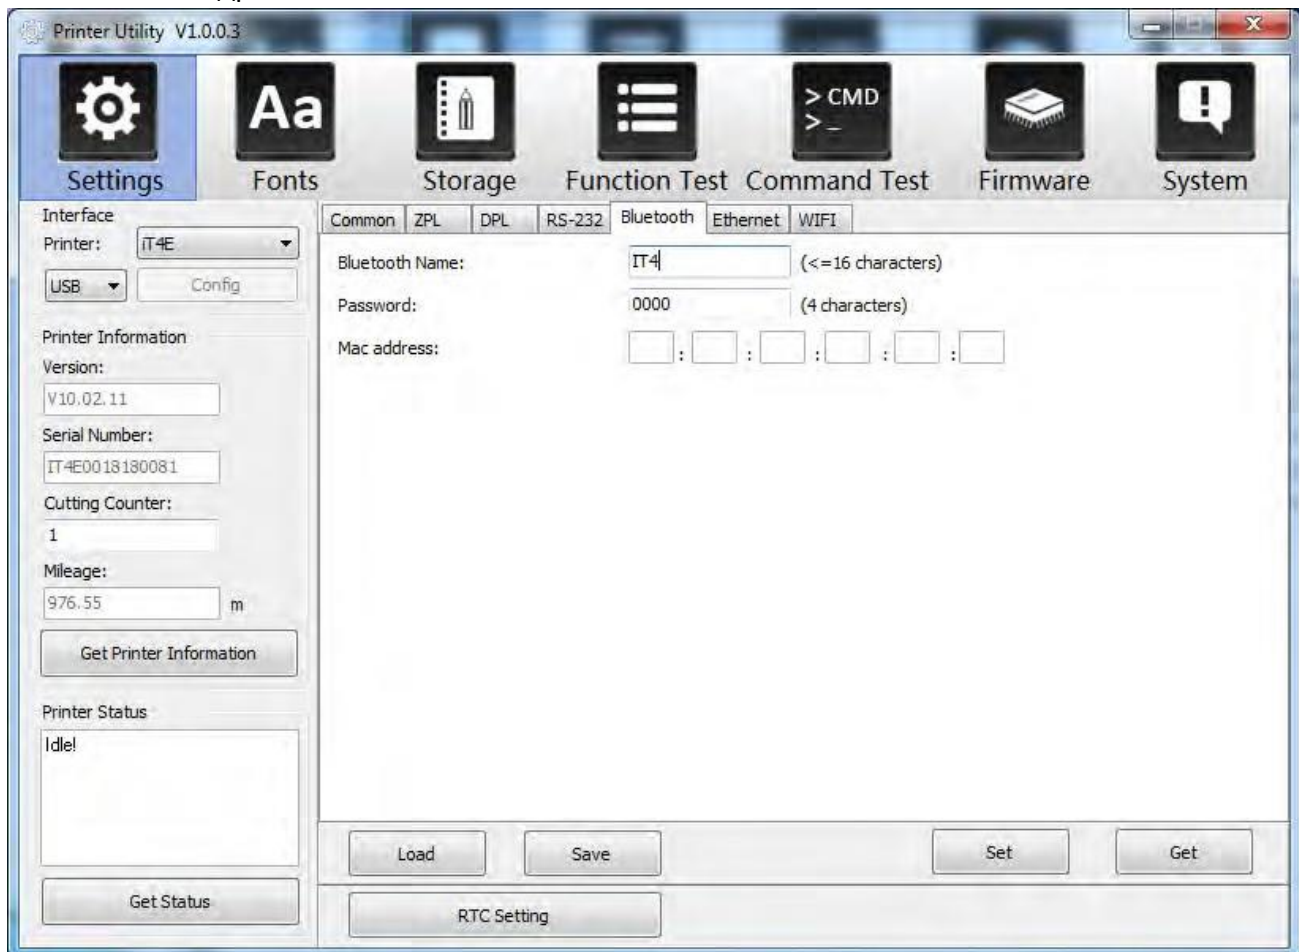 Printer Utility V1.0.0.3
Aa
> CMD
>_
Settings Fonts Storage Function Test Command Test Firmware System
Interface
Printer: iT4E
USB Config
Printer Information
Version:
V10.02.11
Serial Number:
IT4E0018180081
Cutting Counter:
1
Mileage:
976.55 m
Get Printer Information
Printer Status
Idle!
Get Status
Common ZPL DPL RS-232 Bluetooth Ethernet WIFI
Bluetooth Name: IT4 (<=16 characters)
Password: 0000 (4 characters)
Mac address: : : : : :
Load Save Set Get
RTC Setting